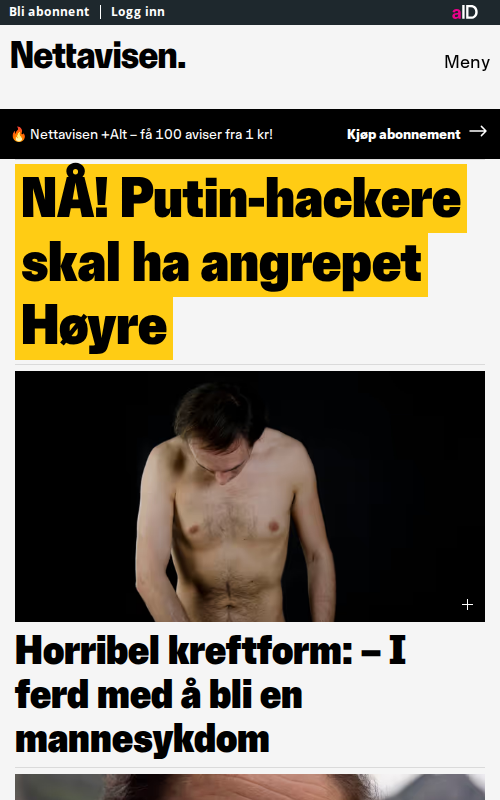 Bli abonnent | Logg inn
aID
Nettavisen.
Meny
🔥 Nettavisen +Alt – få 100 aviser fra 1 kr!
Kjøp abonnement →
NÅ! Putin-hackere
skal ha angrepet
Høyre
+
Horribel kreftform: – I
ferd med å bli en
mannesykdom